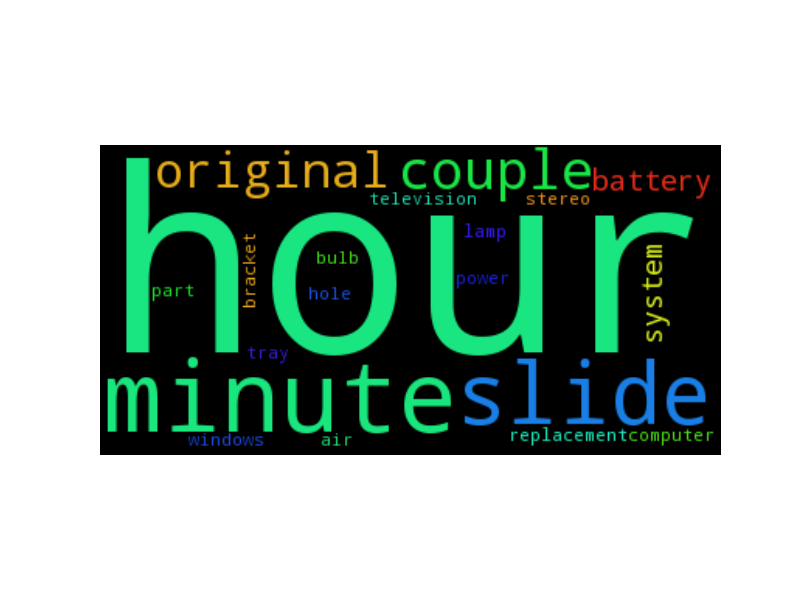 original couple battery
television stereo
hour
lamp
bracket
bulb
system
power
part
hole
tray
minute slide
replacement computer
windows air